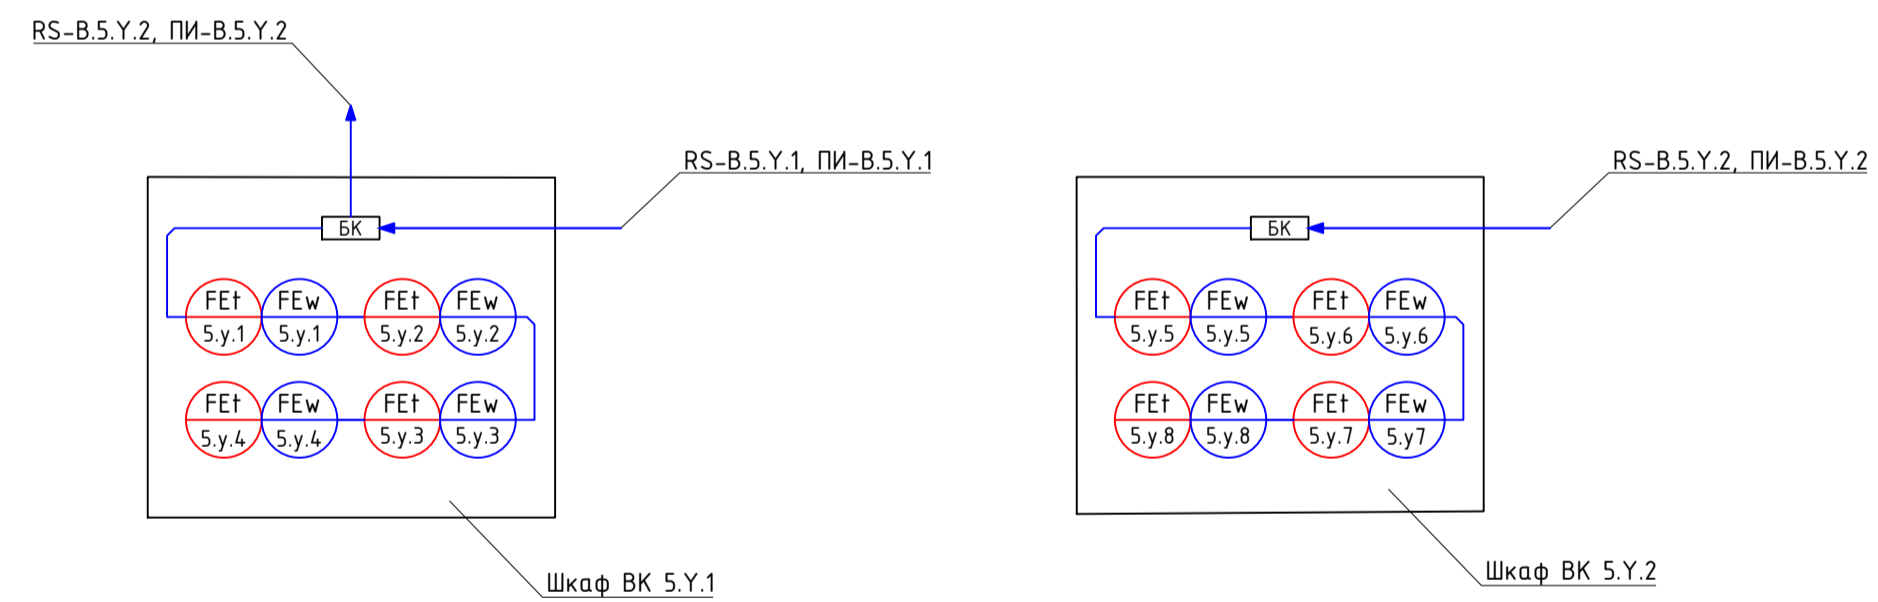 RS-B.5.Y.2, ПИ-B.5.Y.2
RS-B.5.Y.1, ПИ-B.5.Y.1
БК
FEt FEw FEt FEw
5.y.1 5.y.1 5.y.2 5.y.2
FEt FEw FEt FEw
5.y.4 5.y.4 5.y.3 5.y.3
Шкаф ВК 5.Y.1
RS-B.5.Y.2, ПИ-B.5.Y.2
БК
FEt FEw FEt FEw
5.y.5 5.y.5 5.y.6 5.y.6
FEt FEw FEt FEw
5.y.8 5.y.8 5.y.7 5.y7
Шкаф ВК 5.Y.2